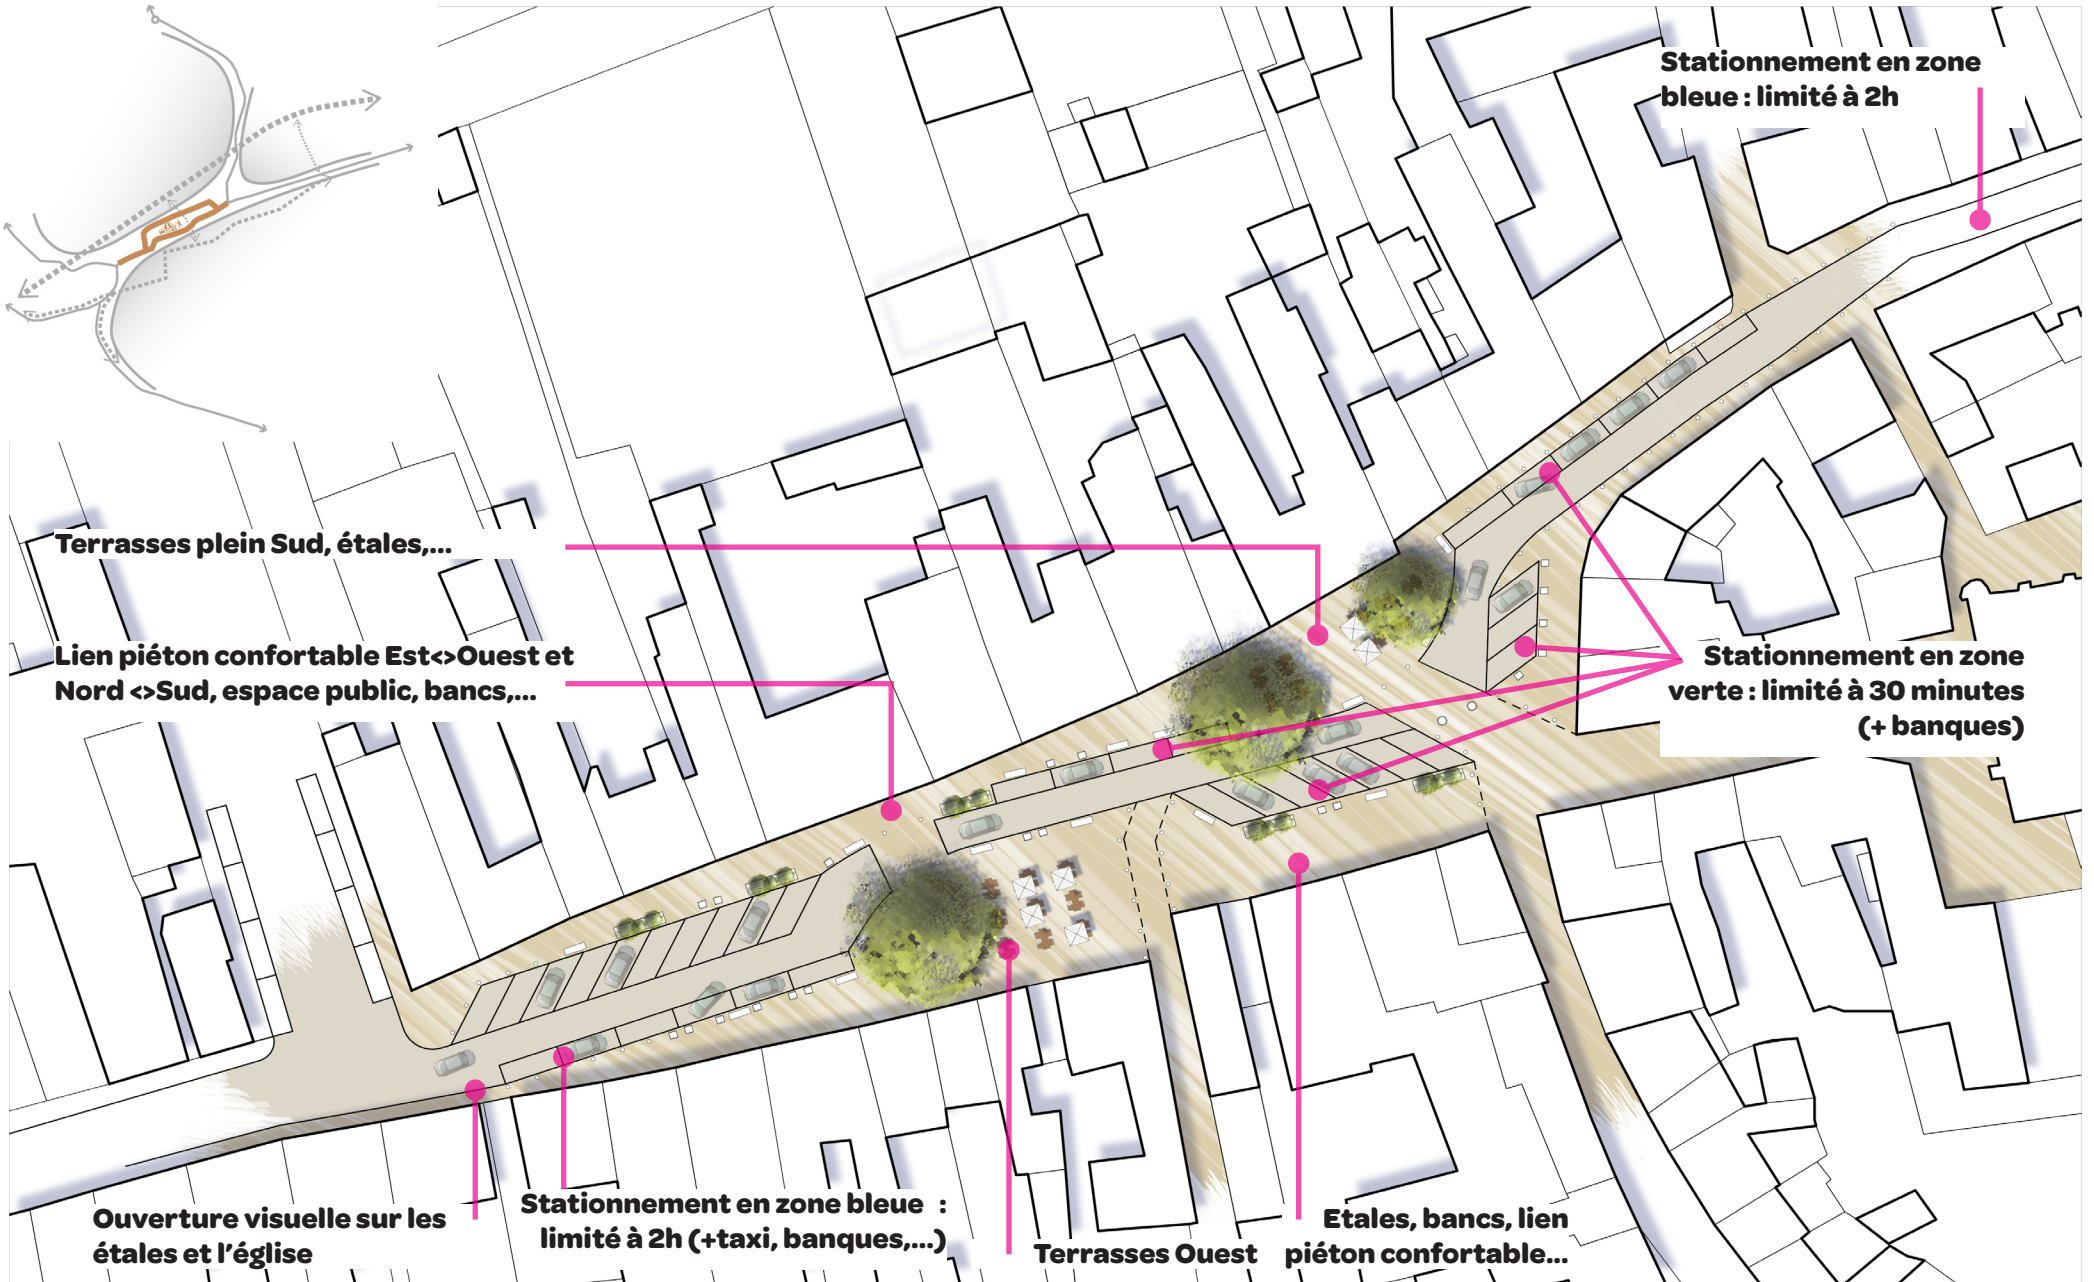 Stationnement en zone
bleue : limité à 2h
Terrasses plein Sud, étales,...
Lien piéton confortable Est<>Ouest et
Nord <>Sud, espace public, bancs,...
Stationnement en zone
verte : limité à 30 minutes
(+ banques)
Ouverture visuelle sur les
étales et l'église
Stationnement en zone bleue :
limité à 2h (+taxi, banques,...)
Terrasses Ouest
Etales, bancs, lien
piéton confortable...